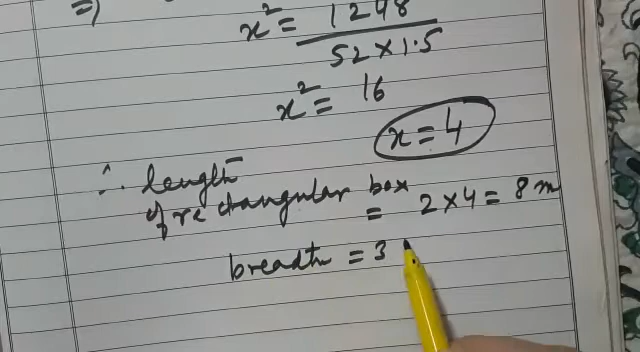 =) x² = 1248
52 × 1.5
x² = 16
x = 4
∴ length
of rectangular box = 2 × 4 = 8 m
breadth = 3